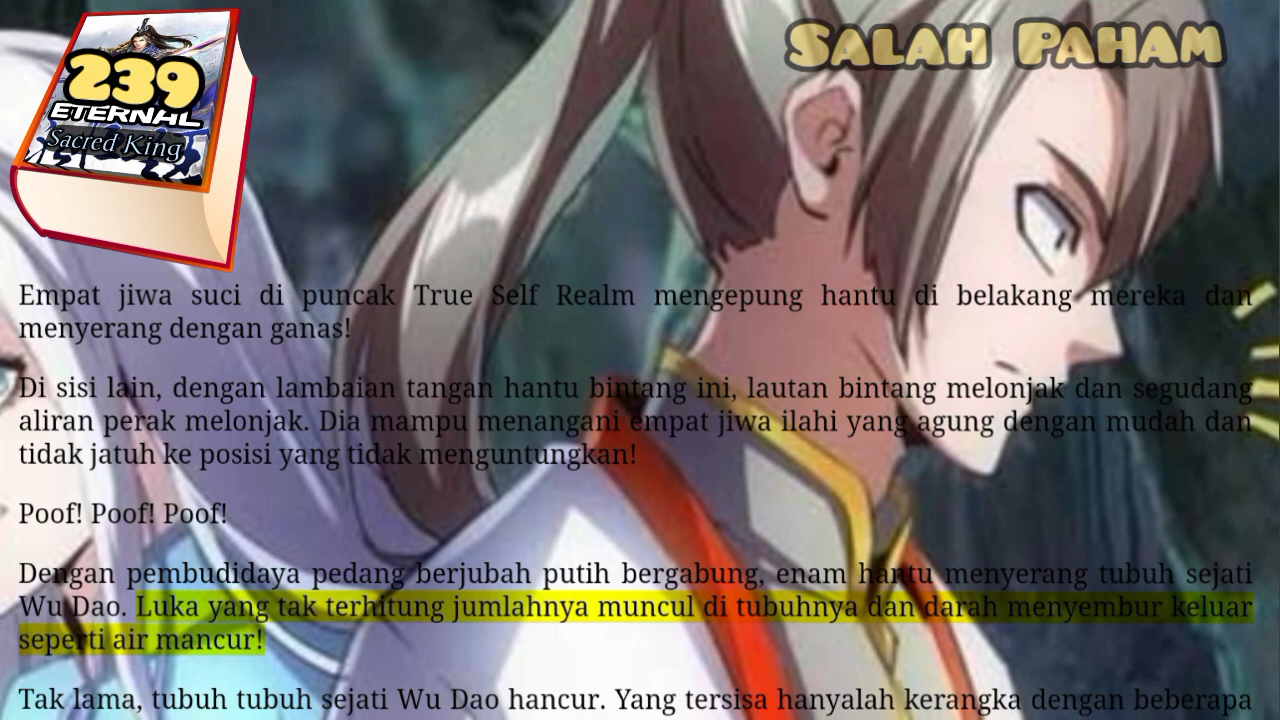 239
ETERNAL
Sacred King
SALAH PAHAM
Empat jiwa suci di puncak True Self Realm mengepung hantu di belakang mereka dan
menyerang dengan ganas!
Di sisi lain, dengan lambaian tangan hantu bintang ini, lautan bintang melonjak dan segudang
aliran perak melonjak. Dia mampu menangani empat jiwa ilahi yang agung dengan mudah dan
tidak jatuh ke posisi yang tidak menguntungkan!
Poof! Poof! Poof!
Dengan pembudidaya pedang berjubah putih bergabung, enam hantu menyerang tubuh sejati
Wu Dao. Luka yang tak terhitung jumlahnya muncul di tubuhnya dan darah menyembur keluar
seperti air mancur!
Tak lama, tubuh tubuh sejati Wu Dao hancur. Yang tersisa hanyalah kerangka dengan beberapa